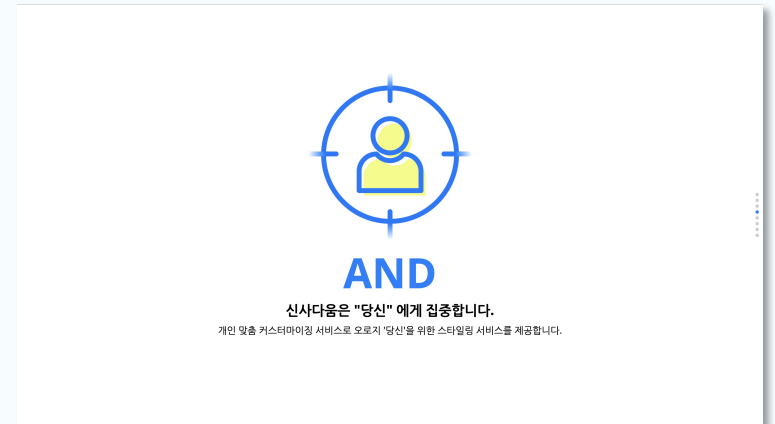 AND
신사다움은 "당신" 에게 집중합니다.
개인 맞춤 커스터마이징 서비스로 오로지 '당신'을 위한 스타일링 서비스를 제공합니다.